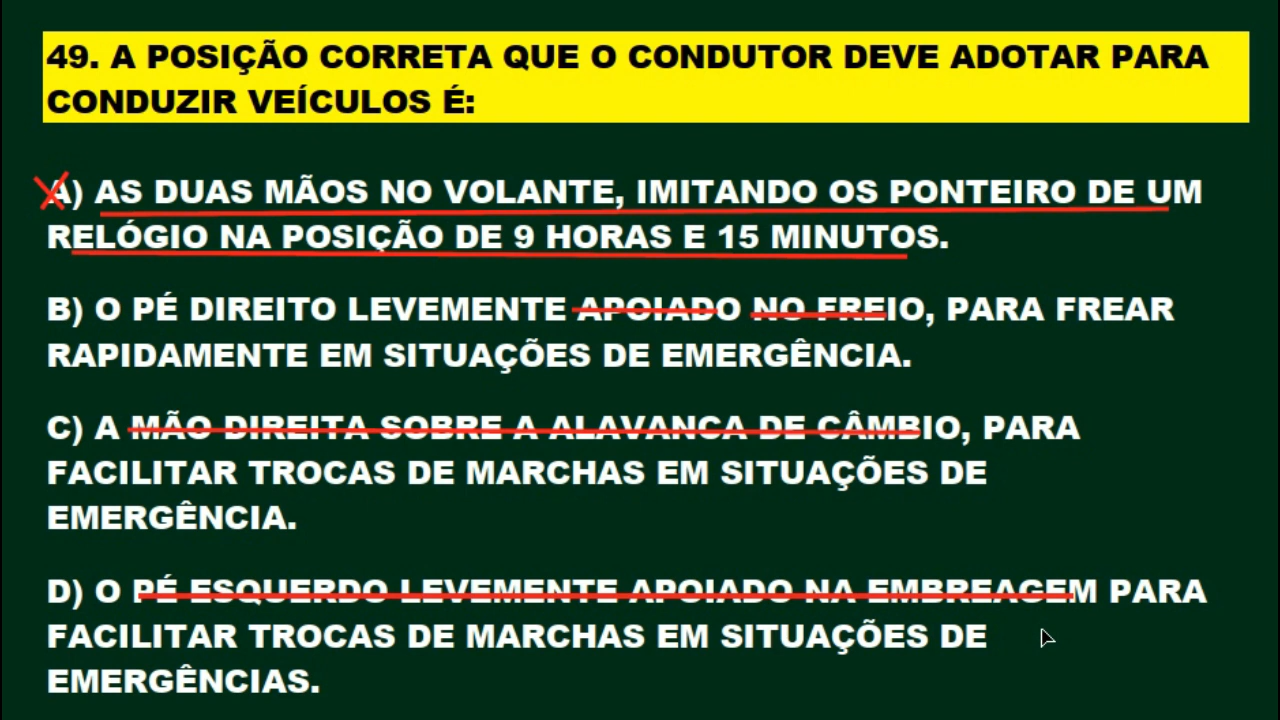 49. A POSIÇÃO CORRETA QUE O CONDUTOR DEVE ADOTAR PARA
CONDUZIR VEÍCULOS É:
A) AS DUAS MÃOS NO VOLANTE, IMITANDO OS PONTEIRO DE UM
RELÓGIO NA POSIÇÃO DE 9 HORAS E 15 MINUTOS.
B) O PÉ DIREITO LEVEMENTE APOIADO NO FREIO, PARA FREAR
RAPIDAMENTE EM SITUAÇÕES DE EMERGÊNCIA.
C) A MÃO DIREITA SOBRE A ALAVANCA DE CÂMBIO, PARA
FACILITAR TROCAS DE MARCHAS EM SITUAÇÕES DE
EMERGÊNCIA.
D) O PÉ ESQUERDO LEVEMENTE APOIADO NA EMBREAGEM PARA
FACILITAR TROCAS DE MARCHAS EM SITUAÇÕES DE
EMERGÊNCIAS.